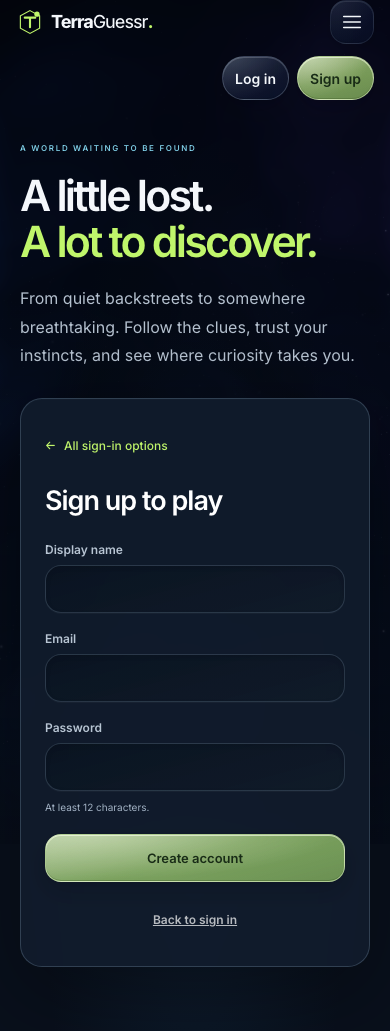 TerraGuessr.
Log in
Sign up
A WORLD WAITING TO BE FOUND
A little lost.
A lot to discover.
From quiet backstreets to somewhere
breathtaking. Follow the clues, trust your
instincts, and see where curiosity takes you.
← All sign-in options
Sign up to play
Display name
Email
Password
At least 12 characters.
Create account
Back to sign in